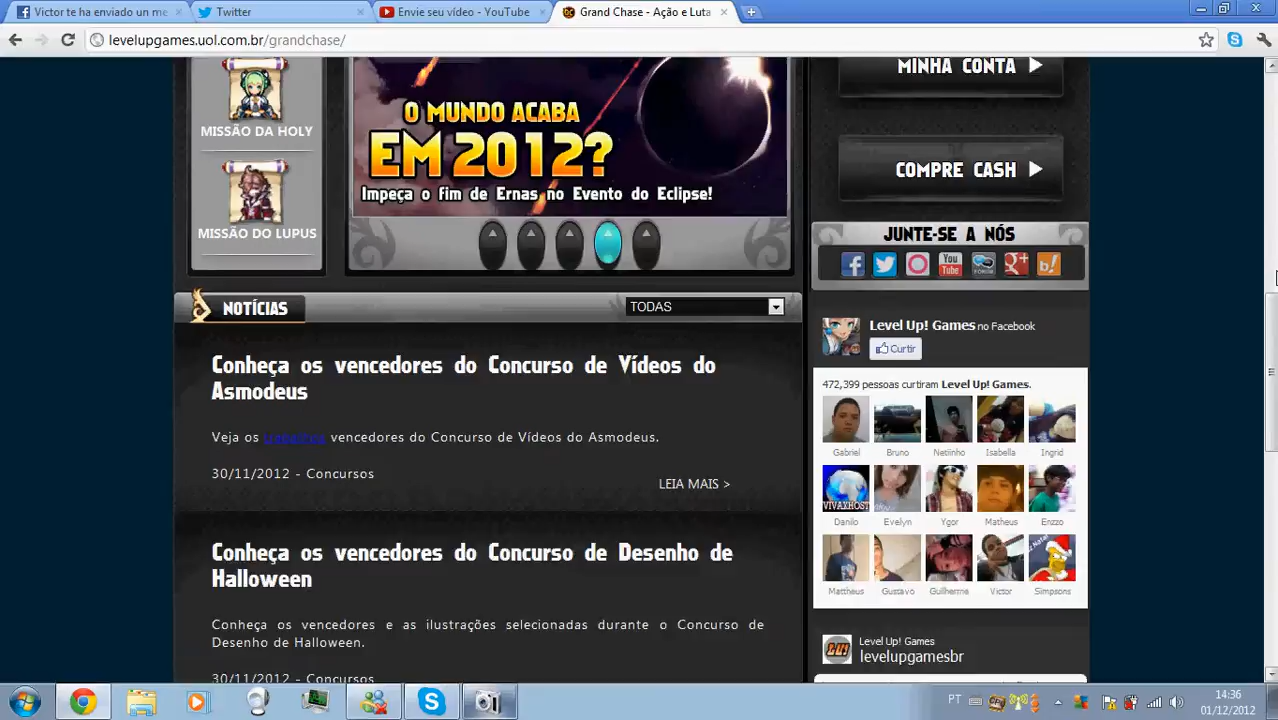 Victor te ha enviado un me
Twitter
Envie seu vídeo - YouTube
Grand Chase - Ação e Luta
levelupgames.uol.com.br/grandchase/
MISSÃO DA HOLY
MISSÃO DO LUPUS
O MUNDO ACABA
EM 2012?
Impeça o fim de Ernas no Evento do Eclipse!
MINHA CONTA
COMPRE CASH
JUNTE-SE A NÓS
You
Tube
FORUM
NOTÍCIAS
TODAS
Conheça os vencedores do Concurso de Vídeos do
Asmodeus
Veja os trabalhos vencedores do Concurso de Vídeos do Asmodeus.
30/11/2012 - Concursos
LEIA MAIS >
Conheça os vencedores do Concurso de Desenho de
Halloween
Conheça os vencedores e as ilustrações selecionadas durante o Concurso de
Desenho de Halloween.
30/11/2012 - Concursos
Level Up! Games no Facebook
Curtir
472,399 pessoas curtiram Level Up! Games.
Gabriel Bruno Netiinho Isabella Ingrid
VIVAXHOST
Danilo Evelyn Ygor Matheus Enzzo
Mattheus Gustavo Guilherme Victor Simpsons
Level Up! Games
levelupgamesbr
PT
14:36
01/12/2012